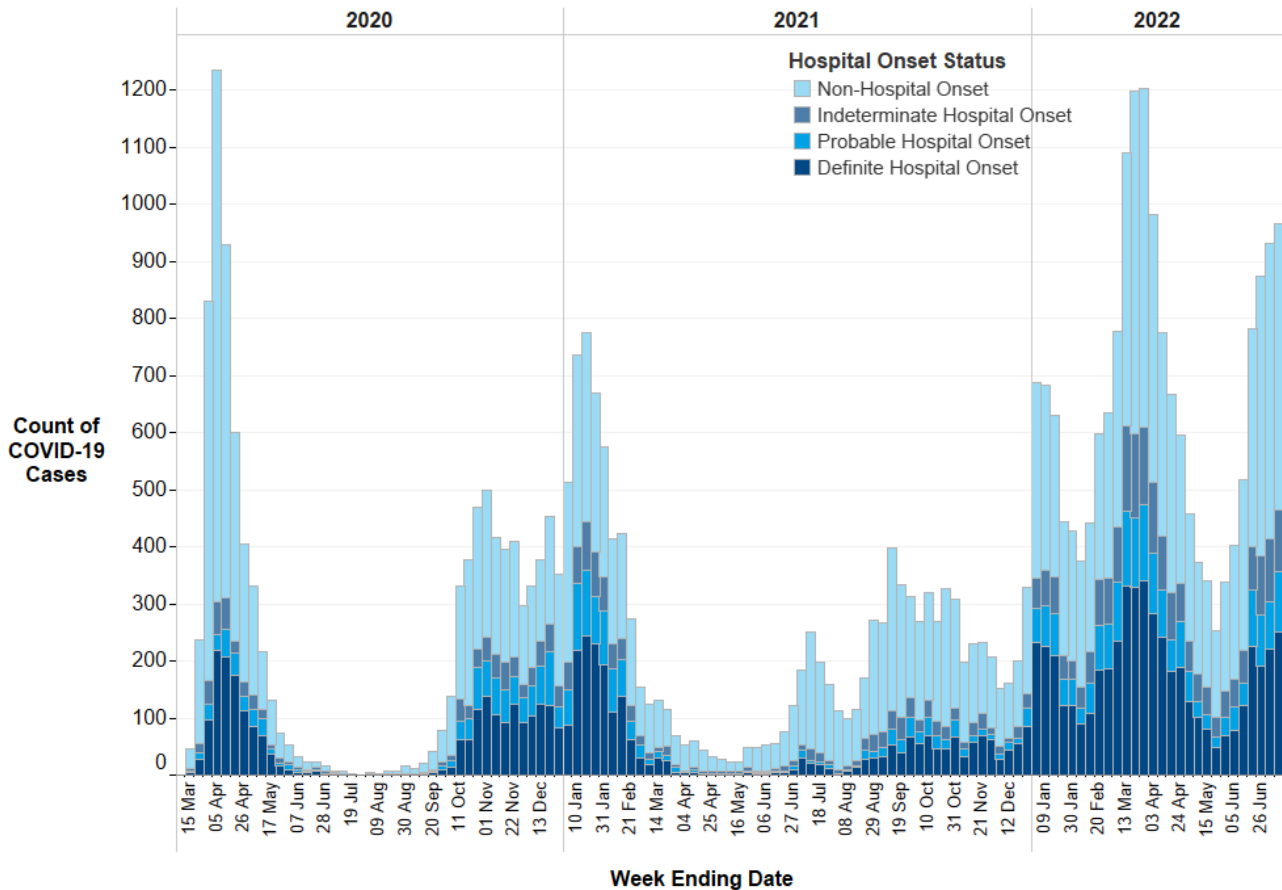 2020
2021
2022
Hospital Onset Status
Non-Hospital Onset
Indeterminate Hospital Onset
Probable Hospital Onset
Definite Hospital Onset
1200
1100
1000
900
800
700
600
500
400
300
200
100
0
Count of
COVID-19
Cases
15 Mar
05 Apr
26 Apr
17 May
07 Jun
28 Jun
19 Jul
09 Aug
30 Aug
20 Sep
11 Oct
01 Nov
22 Nov
13 Dec
10 Jan
31 Jan
21 Feb
14 Mar
04 Apr
25 Apr
16 May
06 Jun
27 Jun
18 Jul
08 Aug
29 Aug
19 Sep
10 Oct
31 Oct
21 Nov
12 Dec
09 Jan
30 Jan
20 Feb
13 Mar
03 Apr
24 Apr
15 May
05 Jun
26 Jun
Week Ending Date